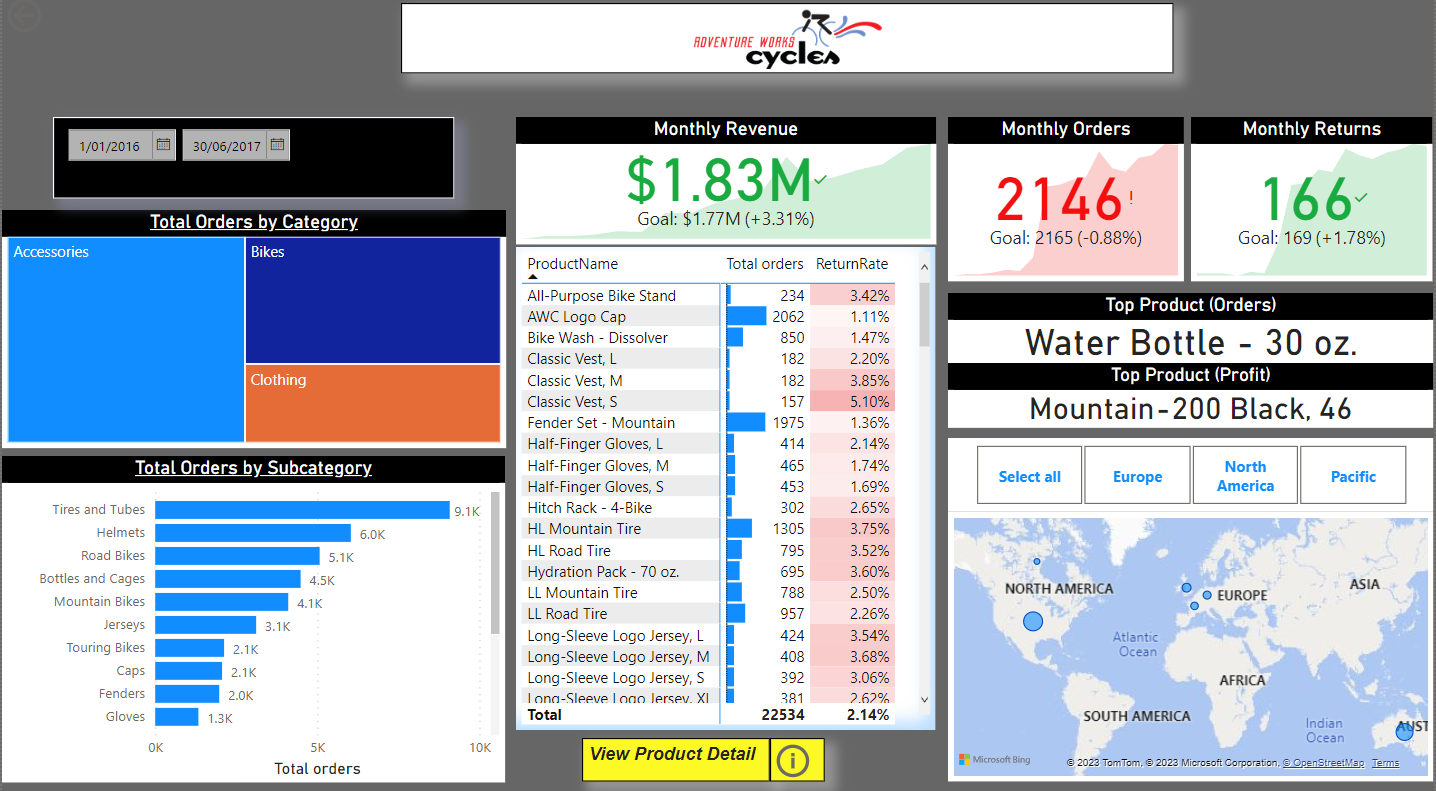 ADVENTURE WORKS
cycles
1/01/2016
30/06/2017
Total Orders by Category
Accessories
Bikes
Clothing
Total Orders by Subcategory
Tires and Tubes 9.1K
Helmets 6.0K
Road Bikes 5.1K
Bottles and Cages 4.5K
Mountain Bikes 4.1K
Jerseys 3.1K
Touring Bikes 2.1K
Caps 2.1K
Fenders 2.0K
Gloves 1.3K
0K 5K 10K
Total orders
Monthly Revenue
$1.83M
Goal: $1.77M (+3.31%)
ProductName Total orders ReturnRate
All-Purpose Bike Stand 234 3.42%
AWC Logo Cap 2062 1.11%
Bike Wash - Dissolver 850 1.47%
Classic Vest, L 182 2.20%
Classic Vest, M 182 3.85%
Classic Vest, S 157 5.10%
Fender Set - Mountain 1975 1.36%
Half-Finger Gloves, L 414 2.14%
Half-Finger Gloves, M 465 1.74%
Half-Finger Gloves, S 453 1.69%
Hitch Rack - 4-Bike 302 2.65%
HL Mountain Tire 1305 3.75%
HL Road Tire 795 3.52%
Hydration Pack - 70 oz. 695 3.60%
LL Mountain Tire 788 2.50%
LL Road Tire 957 2.26%
Long-Sleeve Logo Jersey, L 424 3.54%
Long-Sleeve Logo Jersey, M 408 3.68%
Long-Sleeve Logo Jersey, S 392 3.06%
Long-Sleeve Logo Jersey, XL 381 2.62%
Total 22534 2.14%
View Product Detail
Monthly Orders
2146!
Goal: 2165 (-0.88%)
Monthly Returns
166
Goal: 169 (+1.78%)
Top Product (Orders)
Water Bottle - 30 oz.
Top Product (Profit)
Mountain-200 Black, 46
Select all
Europe
North
America
Pacific
NORTH AMERICA
EUROPE
ASIA
Atlantic
Ocean
AFRICA
SOUTH AMERICA
Indian
Ocean
AUST
Microsoft Bing
© 2023 TomTom, © 2023 Microsoft Corporation, © OpenStreetMap Terms